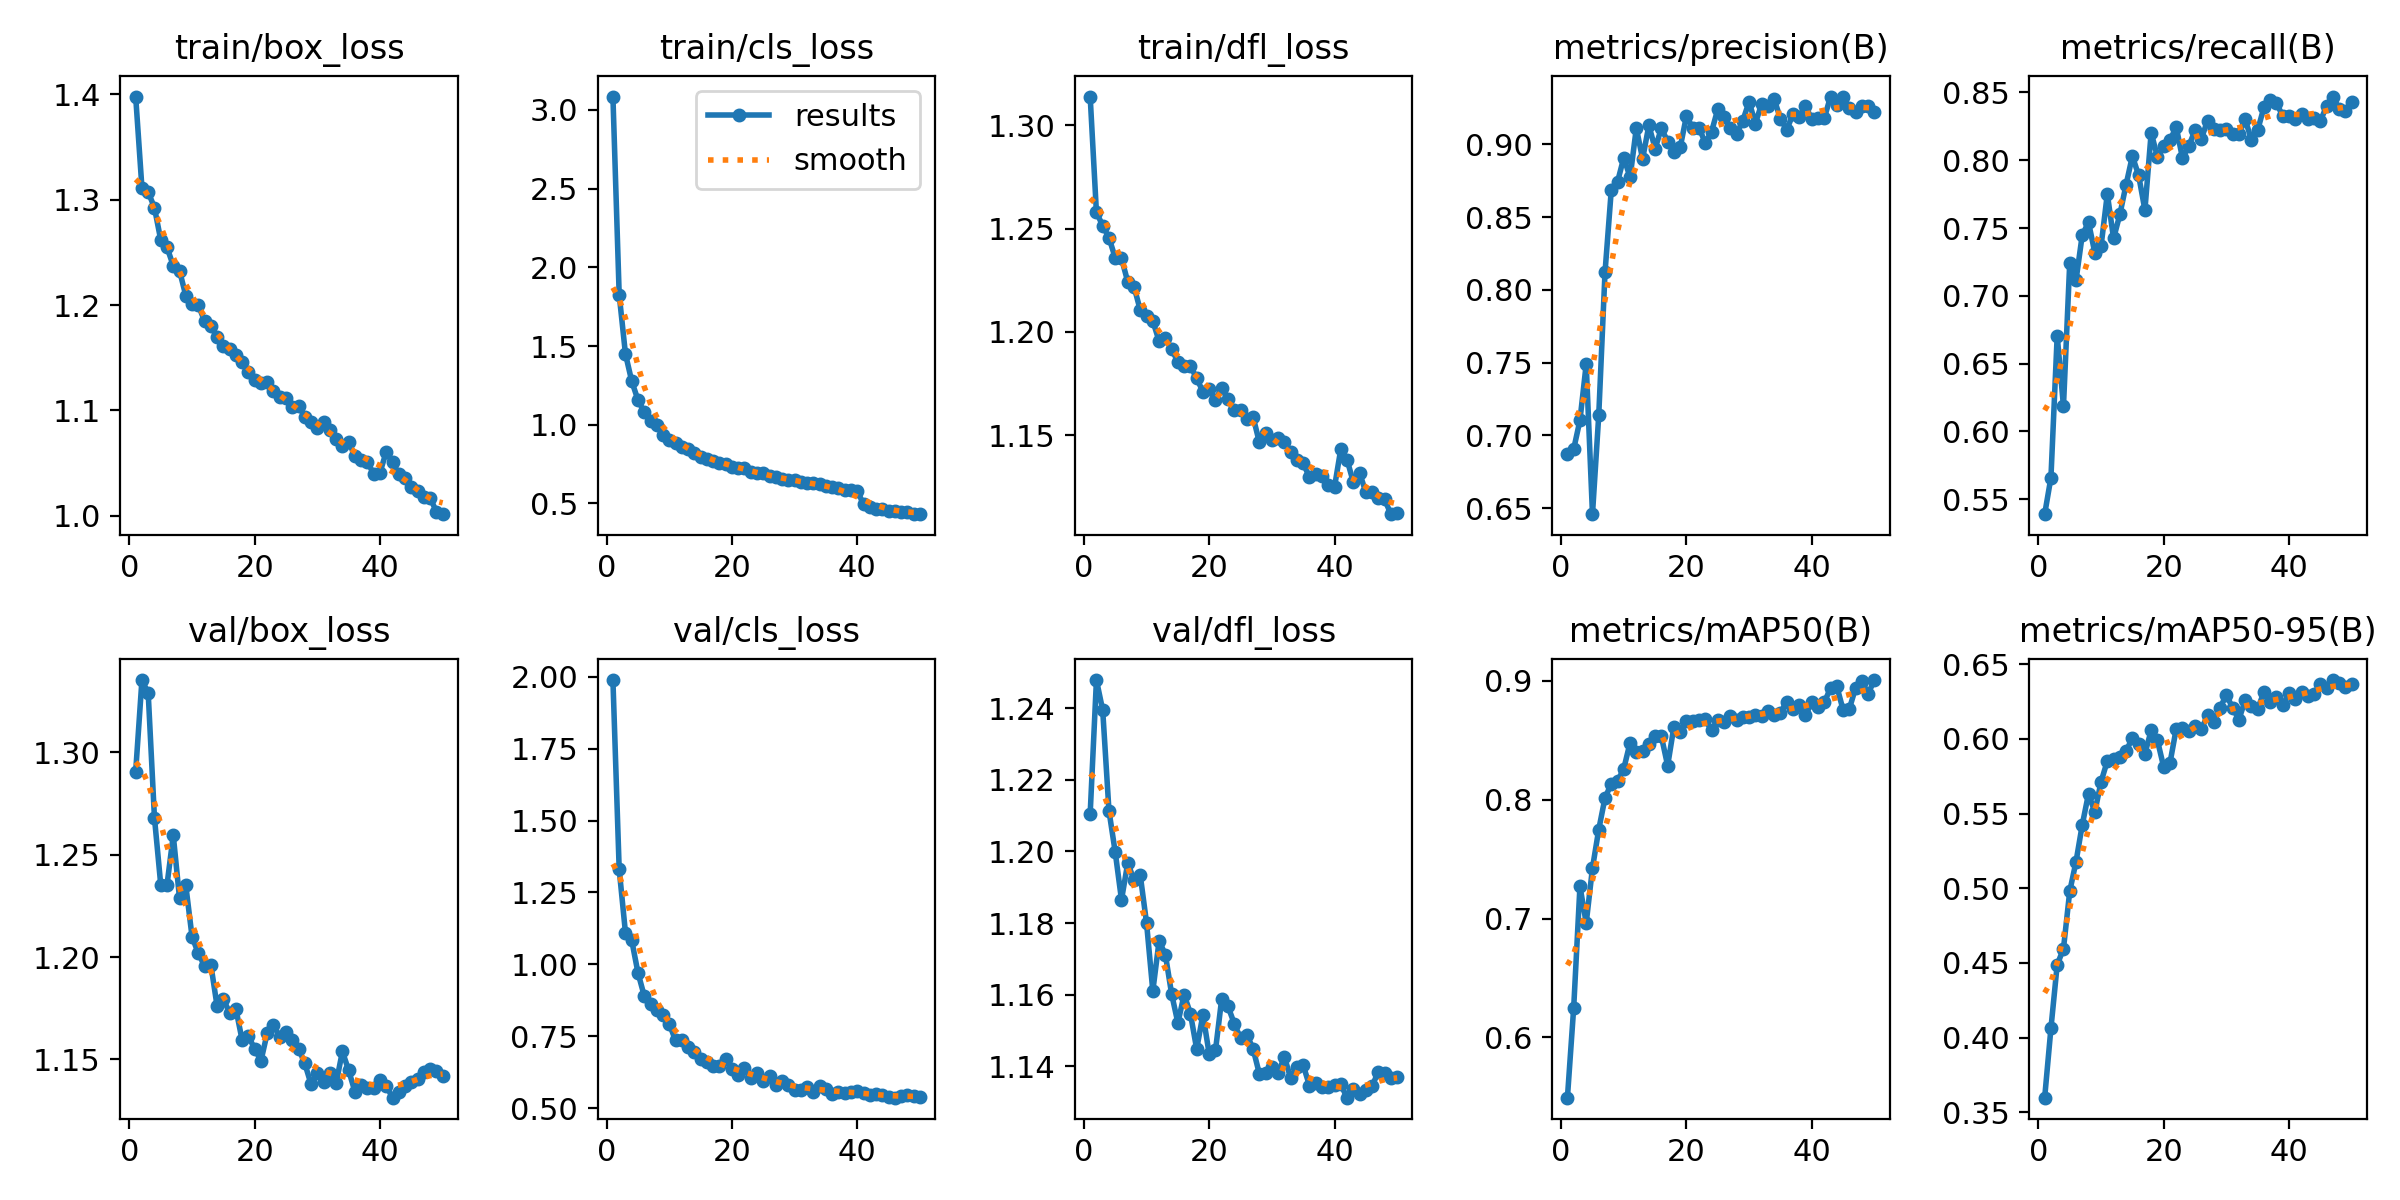 train/box_loss
1.4
1.3
1.2
1.1
1.0
0 20 40
train/cls_loss
results
smooth
3.0
2.5
2.0
1.5
1.0
0.5
0 20 40
train/dfl_loss
1.30
1.25
1.20
1.15
0 20 40
metrics/precision(B)
0.90
0.85
0.80
0.75
0.70
0.65
0 20 40
metrics/recall(B)
0.85
0.80
0.75
0.70
0.65
0.60
0.55
0 20 40
val/box_loss
1.30
1.25
1.20
1.15
0 20 40
val/cls_loss
2.00
1.75
1.50
1.25
1.00
0.75
0.50
0 20 40
val/dfl_loss
1.24
1.22
1.20
1.18
1.16
1.14
0 20 40
metrics/mAP50(B)
0.9
0.8
0.7
0.6
0 20 40
metrics/mAP50-95(B)
0.65
0.60
0.55
0.50
0.45
0.40
0.35
0 20 40